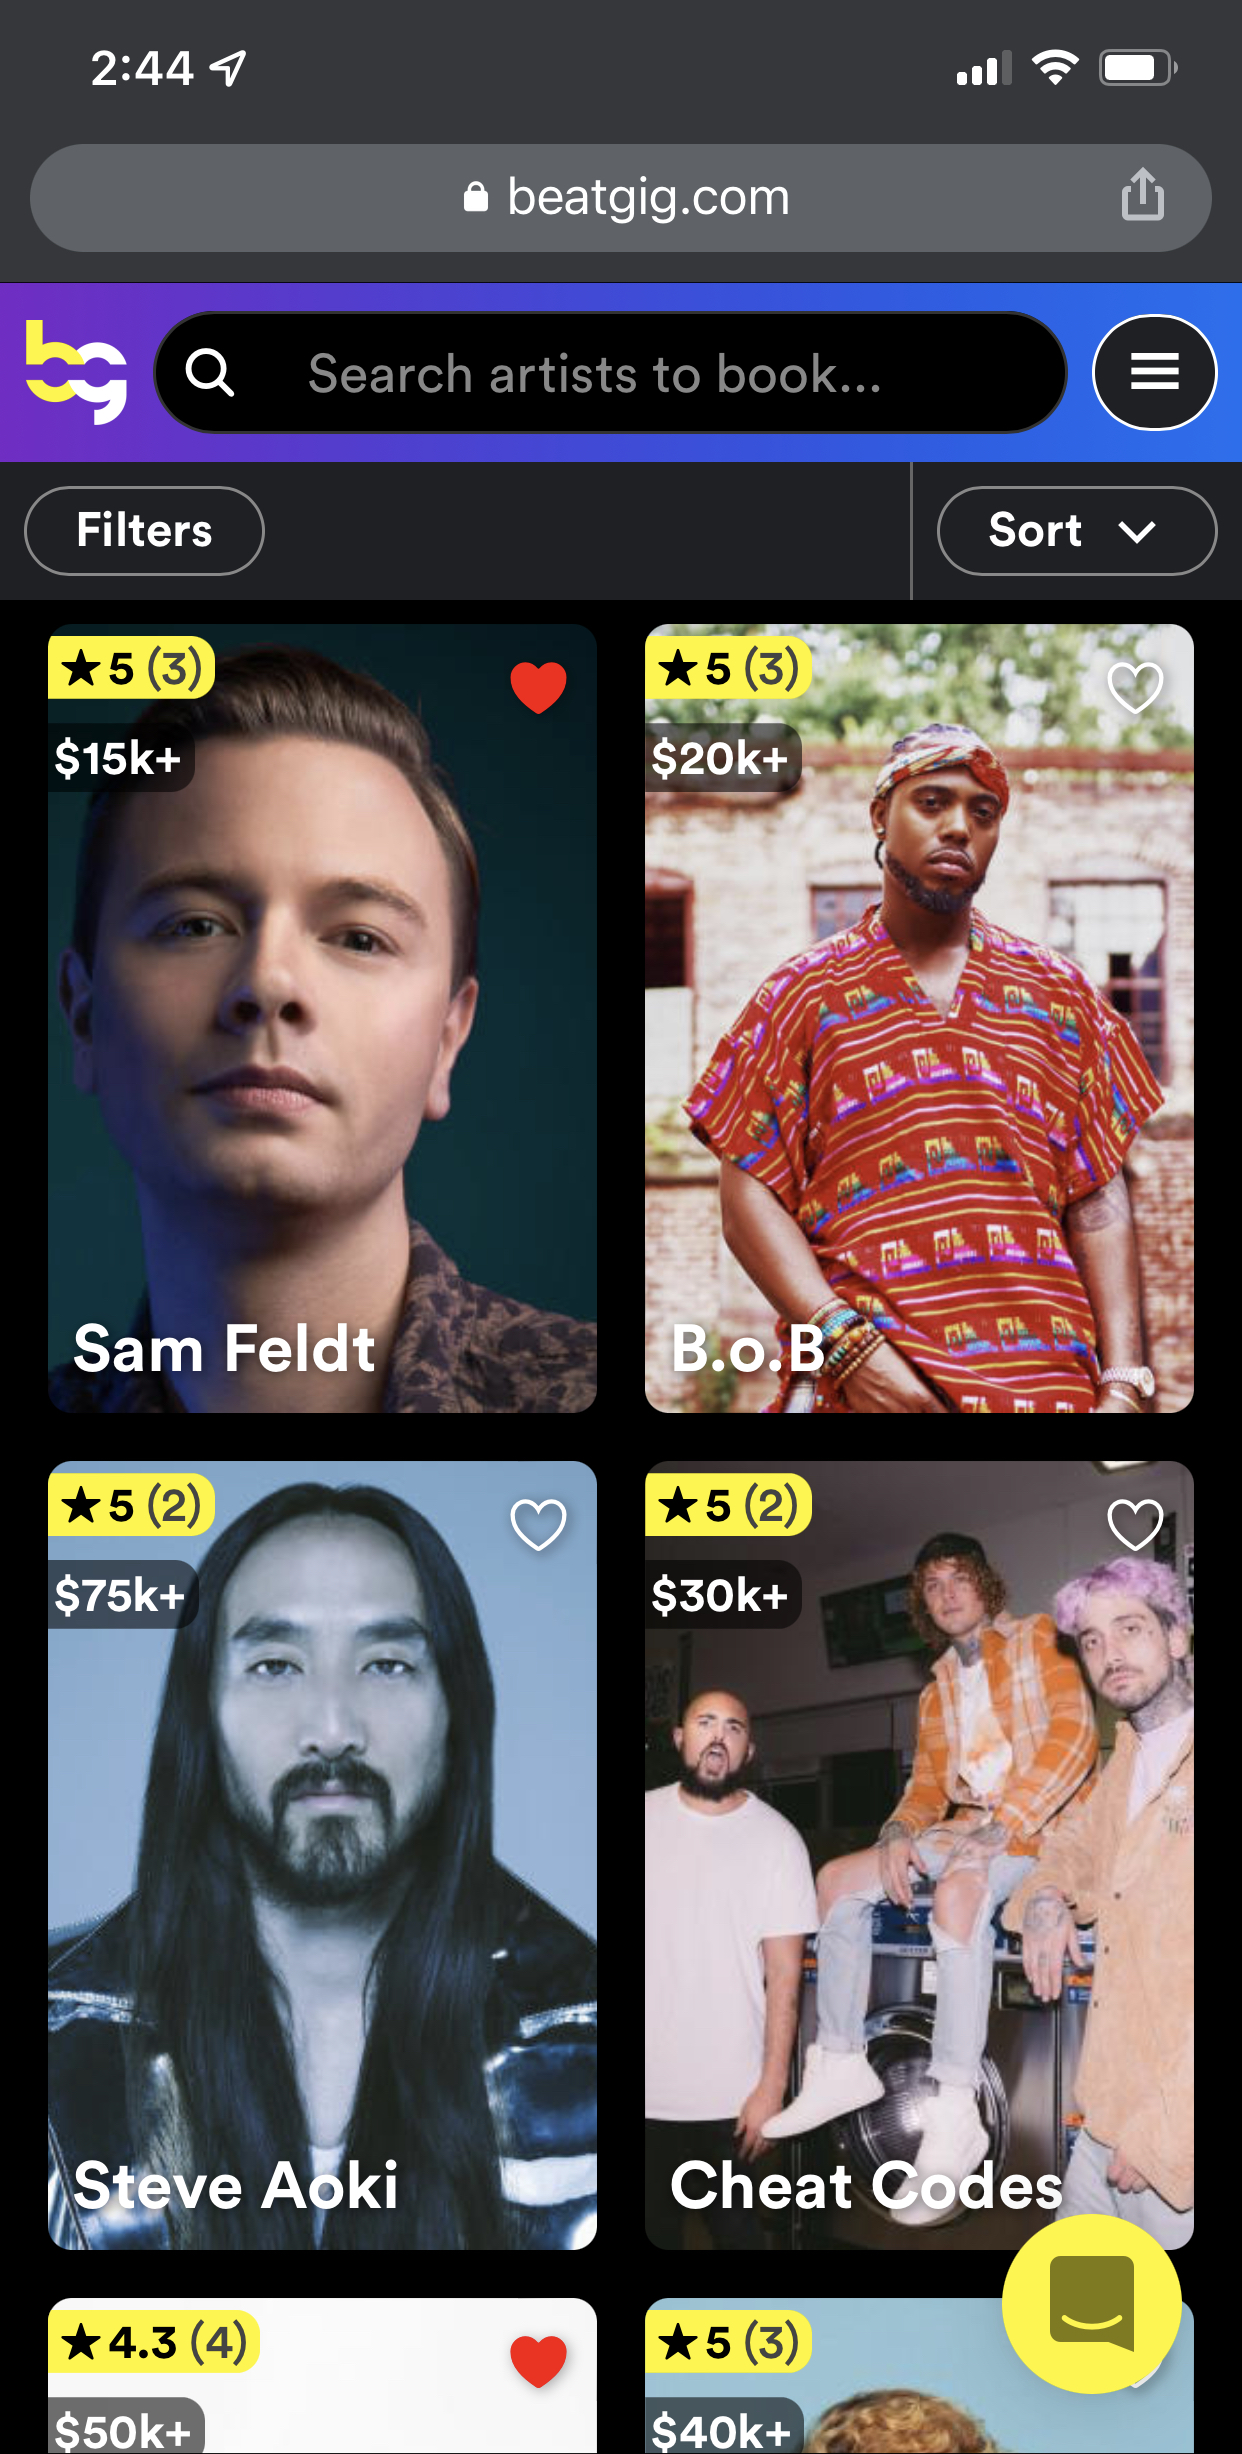 2:44
beatgig.com
bg
Search artists to book...
Filters
Sort
5 (3)
$15k+
Sam Feldt
5 (3)
$20k+
B.o.B
5 (2)
$75k+
Steve Aoki
5 (2)
$30k+
Cheat Codes
4.3 (4)
$50k+
5 (3)
$40k+